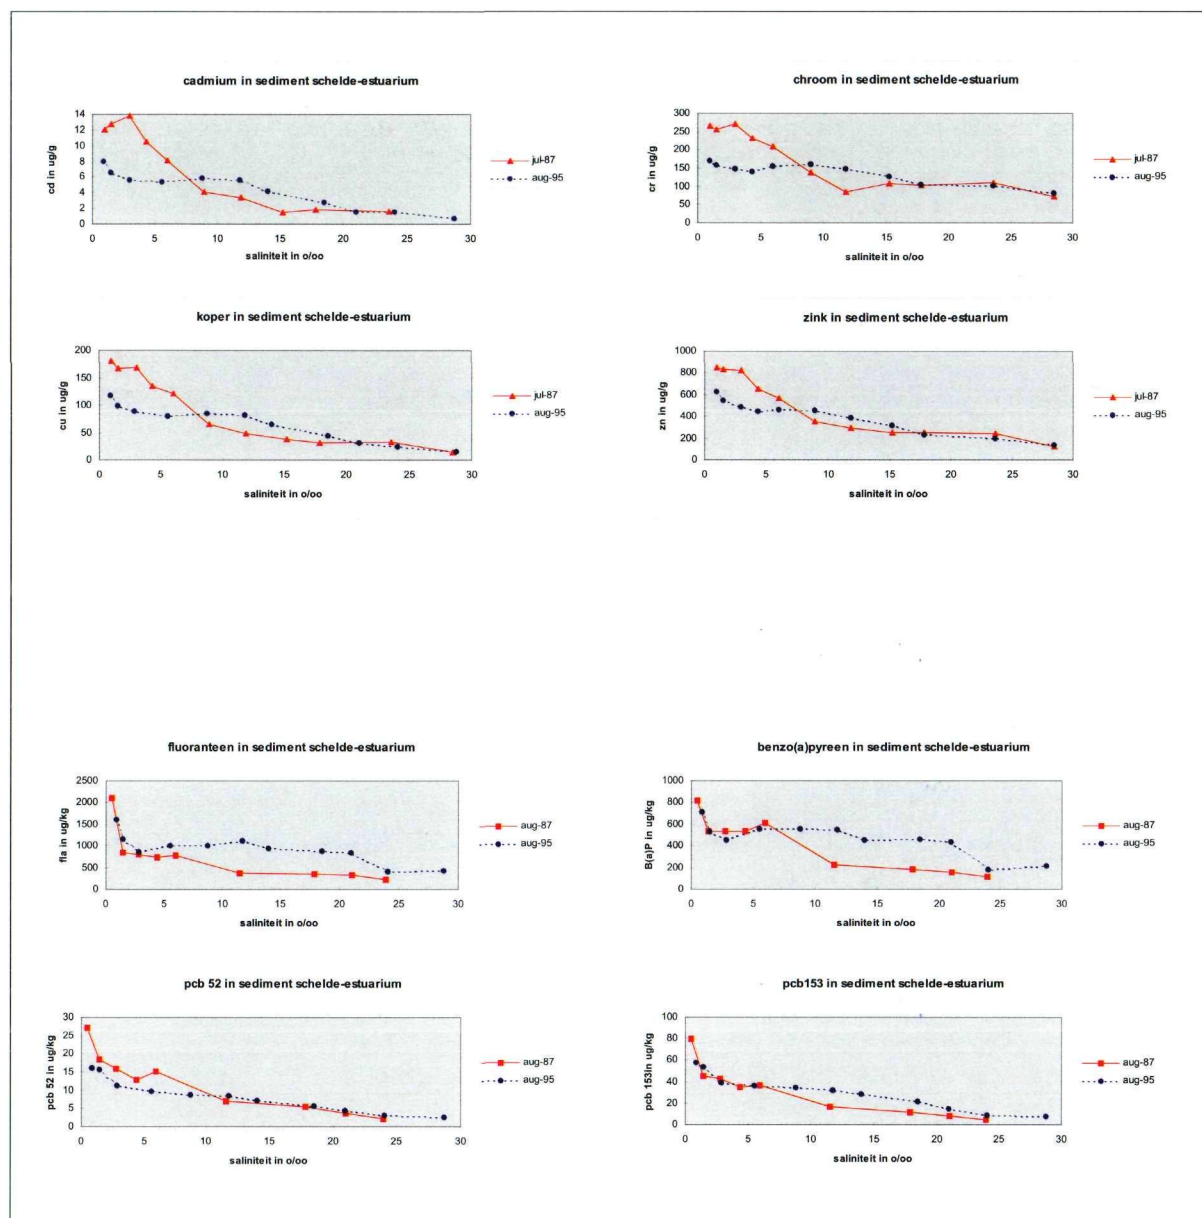 cadmium in sediment schelde-estuarium
cd in ug/g
14
12
10
8
6
4
2
0
0 5 10 15 20 25 30
saliniteit in o/oo
jul-87
aug-95
chroom in sediment schelde-estuarium
cr in ug/g
300
250
200
150
100
50
0
0 5 10 15 20 25 30
saliniteit in o/oo
jul-87
aug-95
koper in sediment schelde-estuarium
cu in ug/g
200
150
100
50
0
0 5 10 15 20 25 30
saliniteit in o/oo
jul-87
aug-95
zink in sediment schelde-estuarium
zn in ug/g
1000
800
600
400
200
0
0 5 10 15 20 25 30
saliniteit in o/oo
jul-87
aug-95
fluoranteen in sediment schelde-estuarium
fla in ug/kg
2500
2000
1500
1000
500
0
0 5 10 15 20 25 30
saliniteit in o/oo
aug-87
aug-95
benzo(a)pyreen in sediment schelde-estuarium
B(a)P in ug/kg
1000
800
600
400
200
0
0 5 10 15 20 25 30
saliniteit in o/oo
aug-87
aug-95
pcb 52 in sediment schelde-estuarium
pcb 52 in ug/kg
30
25
20
15
10
5
0
0 5 10 15 20 25 30
saliniteit in o/oo
aug-87
aug-95
pcb153 in sediment schelde-estuarium
pcb 153in ug/kg
100
80
60
40
20
0
0 5 10 15 20 25 30
saliniteit in o/oo
aug-87
aug-95